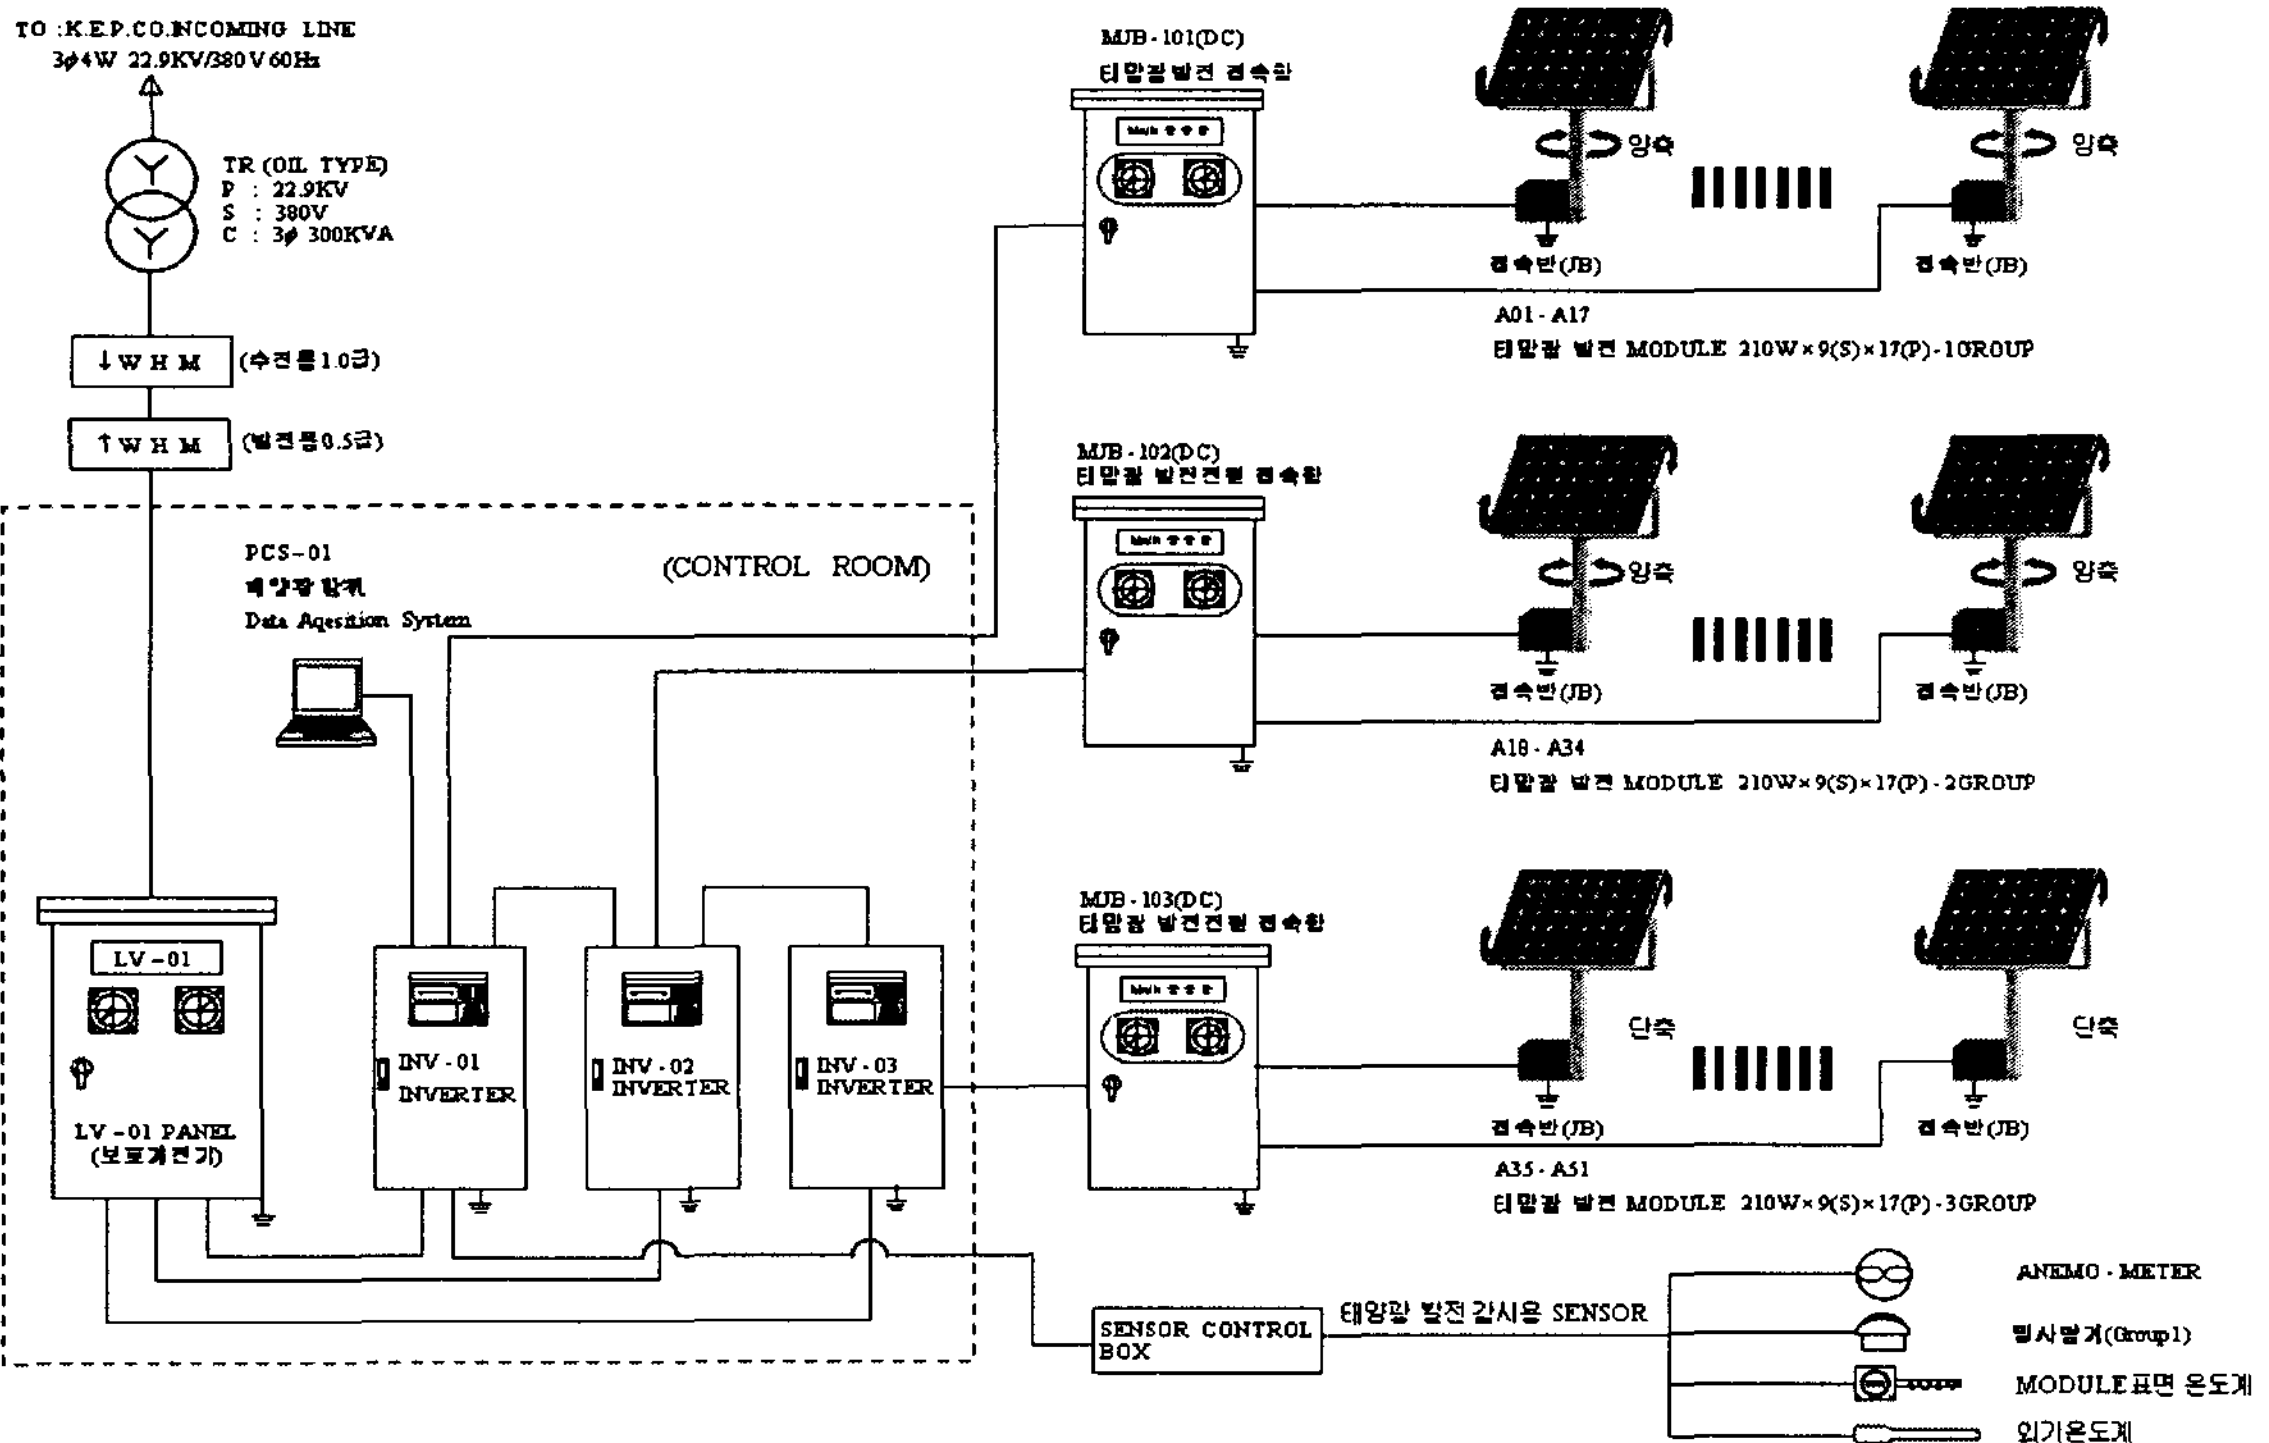 TO :K.E.P.CO.INCOMING LINE
3φ4W 22.9KV/380V 60Hz
TR (OIL TYPE)
P : 22.9KV
S : 380V
C : 3φ 300KVA
↓ W H M
(수전용1.0급)
↑ W H M
(발전용0.5급)
PCS-01
Data Aqesition System
(CONTROL ROOM)
LV-01
LV-01 PANEL
(보호계전기)
INV-01
INVERTER
INV-02
INVERTER
INV-03
INVERTER
MJB-101(DC)
태양광 발전 접속함
Main
양축
양축
접속반(JB)
접속반(JB)
A01-A17
태양광 발전 MODULE 210W×9(S)×17(P)-1GROUP
MJB-102(DC)
태양광 발전전원 접속함
Main
양축
양축
접속반(JB)
접속반(JB)
A18-A34
태양광 발전 MODULE 210W×9(S)×17(P)-2GROUP
MJB-103(DC)
태양광 발전전원 접속함
Main
단축
단축
접속반(JB)
접속반(JB)
A35-A51
태양광 발전 MODULE 210W×9(S)×17(P)-3GROUP
SENSOR CONTROL
BOX
태양광 발전 감시용 SENSOR
ANEMO-METER
일사량계(Group1)
MODULE표면 온도계
외기온도계